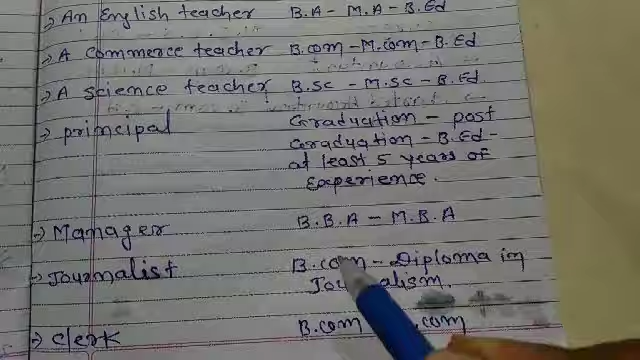 → An English teacher B.A - M.A - B.Ed
→ A commerce teacher B.com - M.com - B.Ed
→ A science teacher B.sc - M.sc - B.Ed
→ principal Graduation - post
Graduation - B.Ed -
at least 5 years of
Experience.
→ Manager B.B.A - M.B.A
→ Journalist B.com - Diploma in
Journalism.
→ Clerk B.com .com